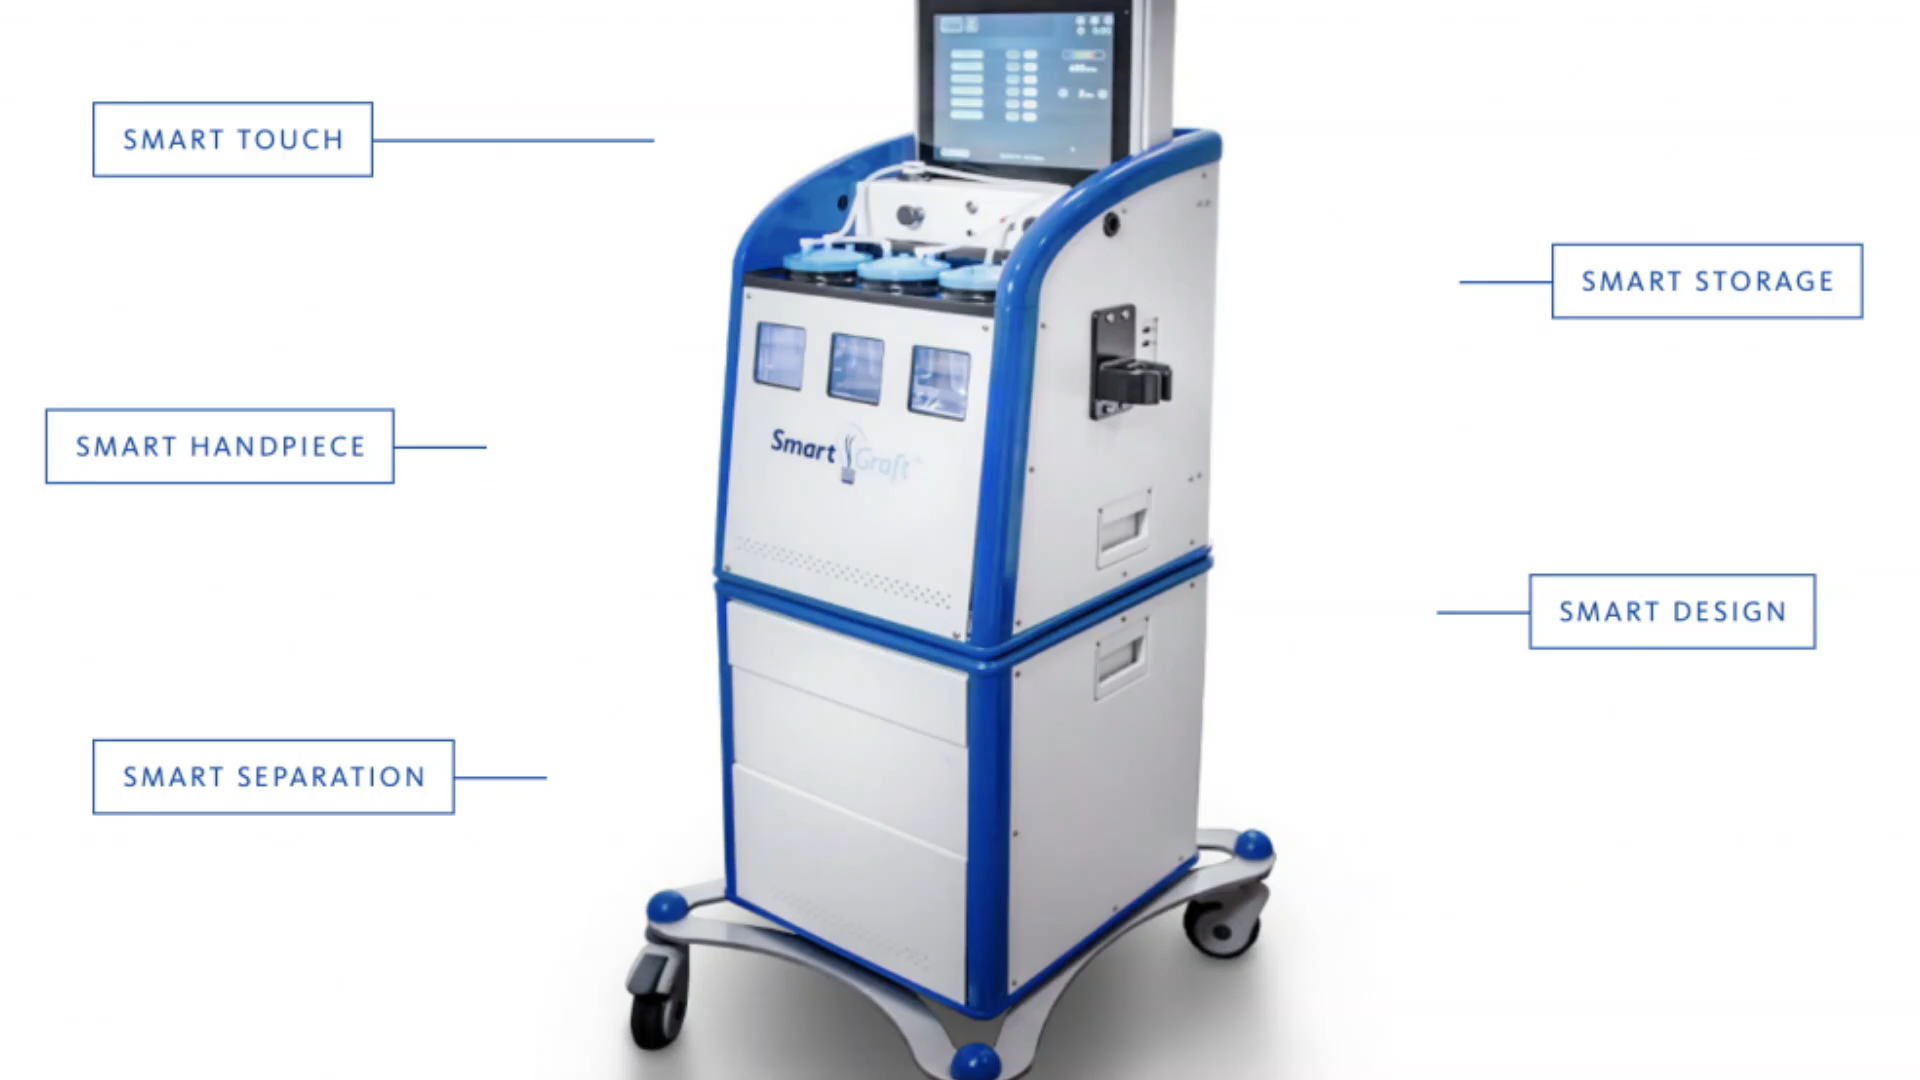 SMART TOUCH
SMART STORAGE
SMART HANDPIECE
Smart Graft
SMART DESIGN
SMART SEPARATION